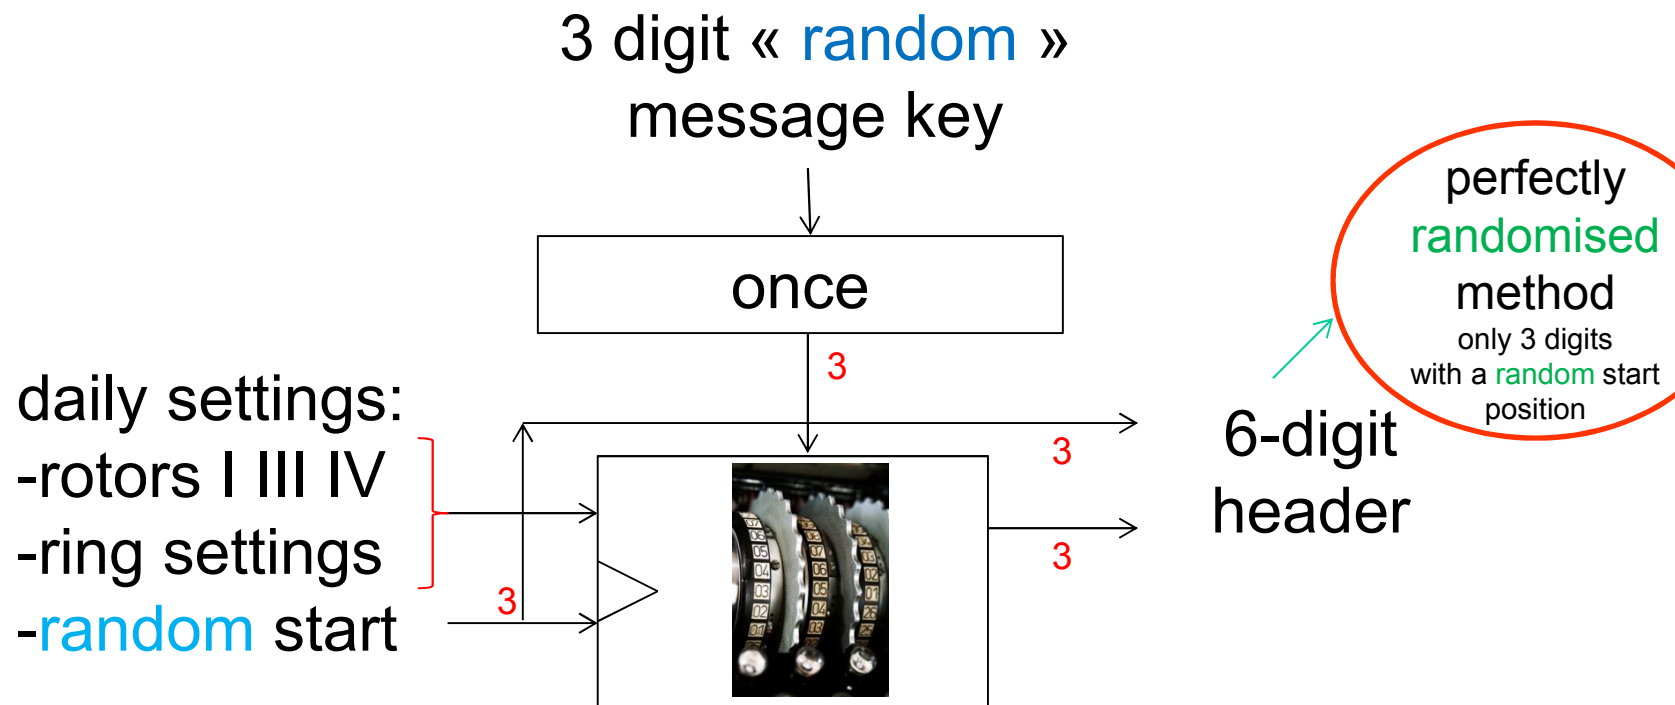 3 digit « random »
message key
once
3
daily settings:
-rotors I III IV
-ring settings
-random start
3
3
3
6-digit
header
perfectly
randomised
method
only 3 digits
with a random start
position